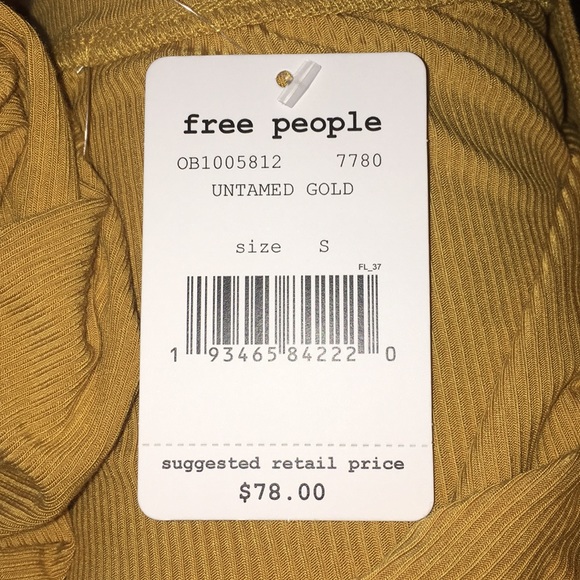 free people
OB1005812 7780
UNTAMED GOLD
size S
FL_37
1 93465 84222 0
suggested retail price
$78.00